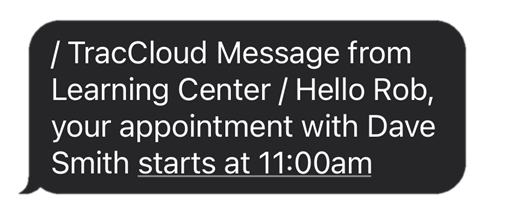 / TracCloud Message from
Learning Center / Hello Rob,
your appointment with Dave
Smith starts at 11:00am